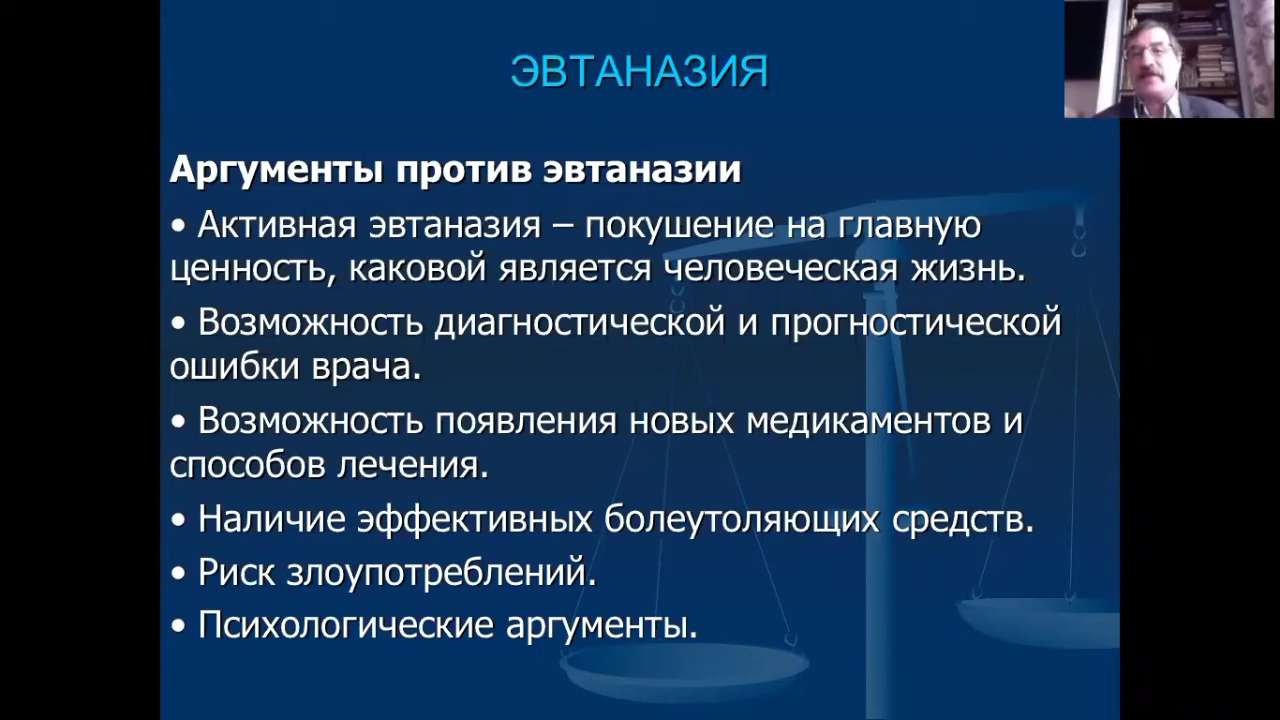 ЭВТАНАЗИЯ
Аргументы против эвтаназии
• Активная эвтаназия – покушение на главную
ценность, каковой является человеческая жизнь.
• Возможность диагностической и прогностической
ошибки врача.
• Возможность появления новых медикаментов и
способов лечения.
• Наличие эффективных болеутоляющих средств.
• Риск злоупотреблений.
• Психологические аргументы.